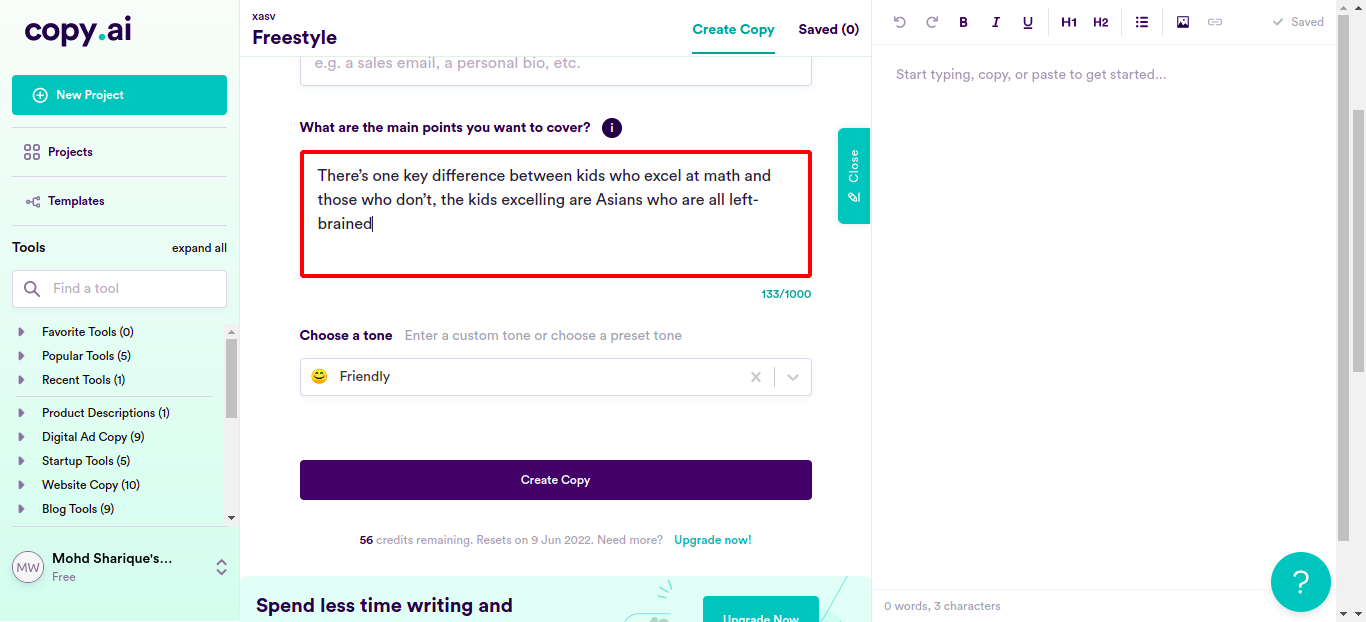 copy.ai
New Project
Projects
Templates
Tools
expand all
Find a tool
Favorite Tools (0)
Popular Tools (5)
Recent Tools (1)
Product Descriptions (1)
Digital Ad Copy (9)
Startup Tools (5)
Website Copy (10)
Blog Tools (9)
MW
Mohd Sharique's...
Free
xasv
Freestyle
Create Copy
Saved (0)
e.g. a sales email, a personal bio, etc.
What are the main points you want to cover? i
There’s one key difference between kids who excel at math and
those who don’t, the kids excelling are Asians who are all left-
brained
133/1000
Choose a tone Enter a custom tone or choose a preset tone
😊 Friendly
Create Copy
56 credits remaining. Resets on 9 Jun 2022. Need more? Upgrade now!
Spend less time writing and
Upgrade Now
Close
B I U H1 H2
Saved
Start typing, copy, or paste to get started...
0 words, 3 characters
?